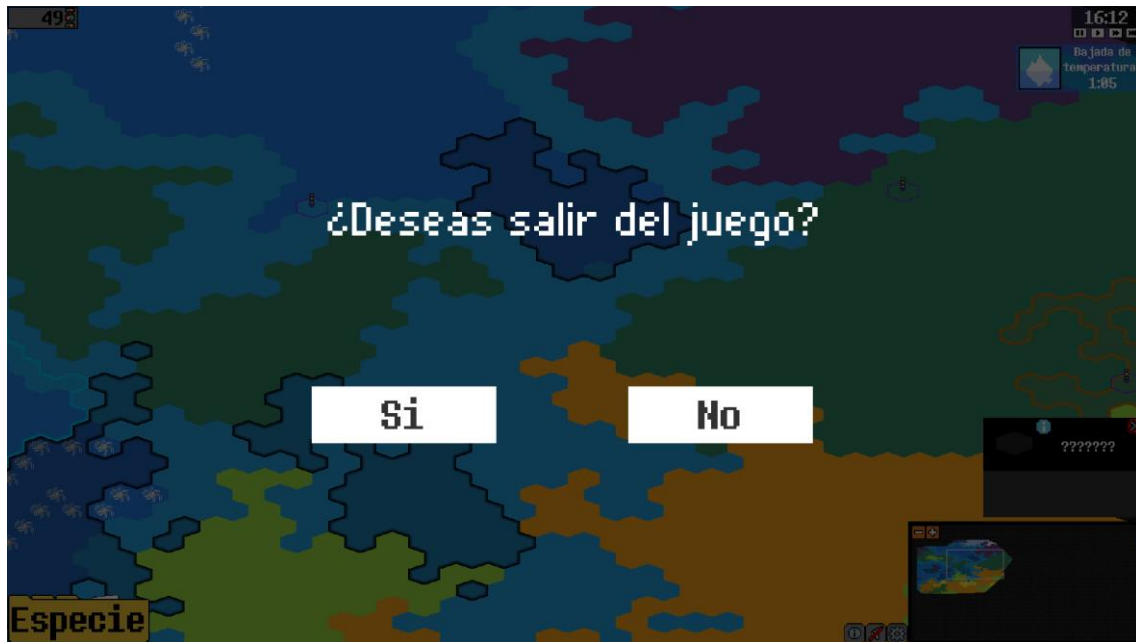 49
16:12
Bajada de
temperatura
1:05
¿Deseas salir del juego?
Si
No
???????
Especie